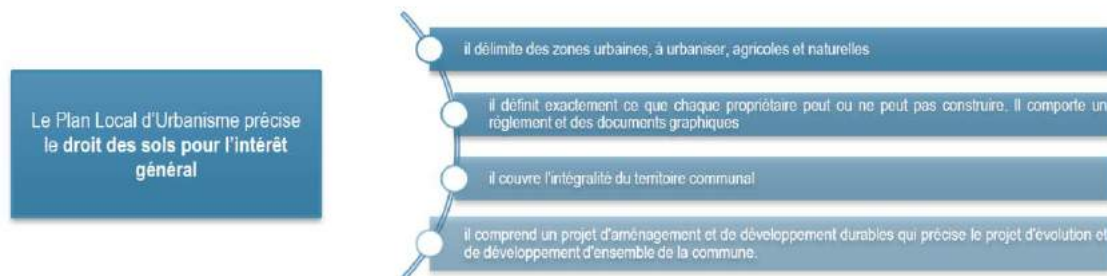 Le Plan Local d'Urbanisme précise
le droit des sols pour l'intérêt
général
il délimite des zones urbaines, à urbaniser, agricoles et naturelles
il définit exactement ce que chaque propriétaire peut ou ne peut pas construire. Il comporte un
règlement et des documents graphiques
il couvre l'intégralité du territoire communal
il comprend un projet d'aménagement et de développement durables qui précise le projet d'évolution et
de développement d'ensemble de la commune.